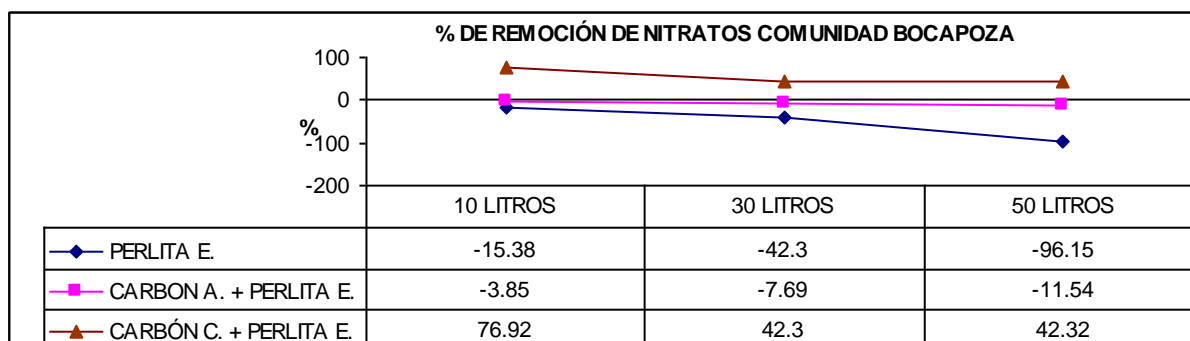 % DE REMOCIÓN DE NITRATOS COMUNIDAD BOCAPOZA
100
0
%
-100
-200
10 LITROS 30 LITROS 50 LITROS
PERLITA E. -15.38 -42.3 -96.15
CARBON A. + PERLITA E. -3.85 -7.69 -11.54
CARBÓN C. + PERLITA E. 76.92 42.3 42.32